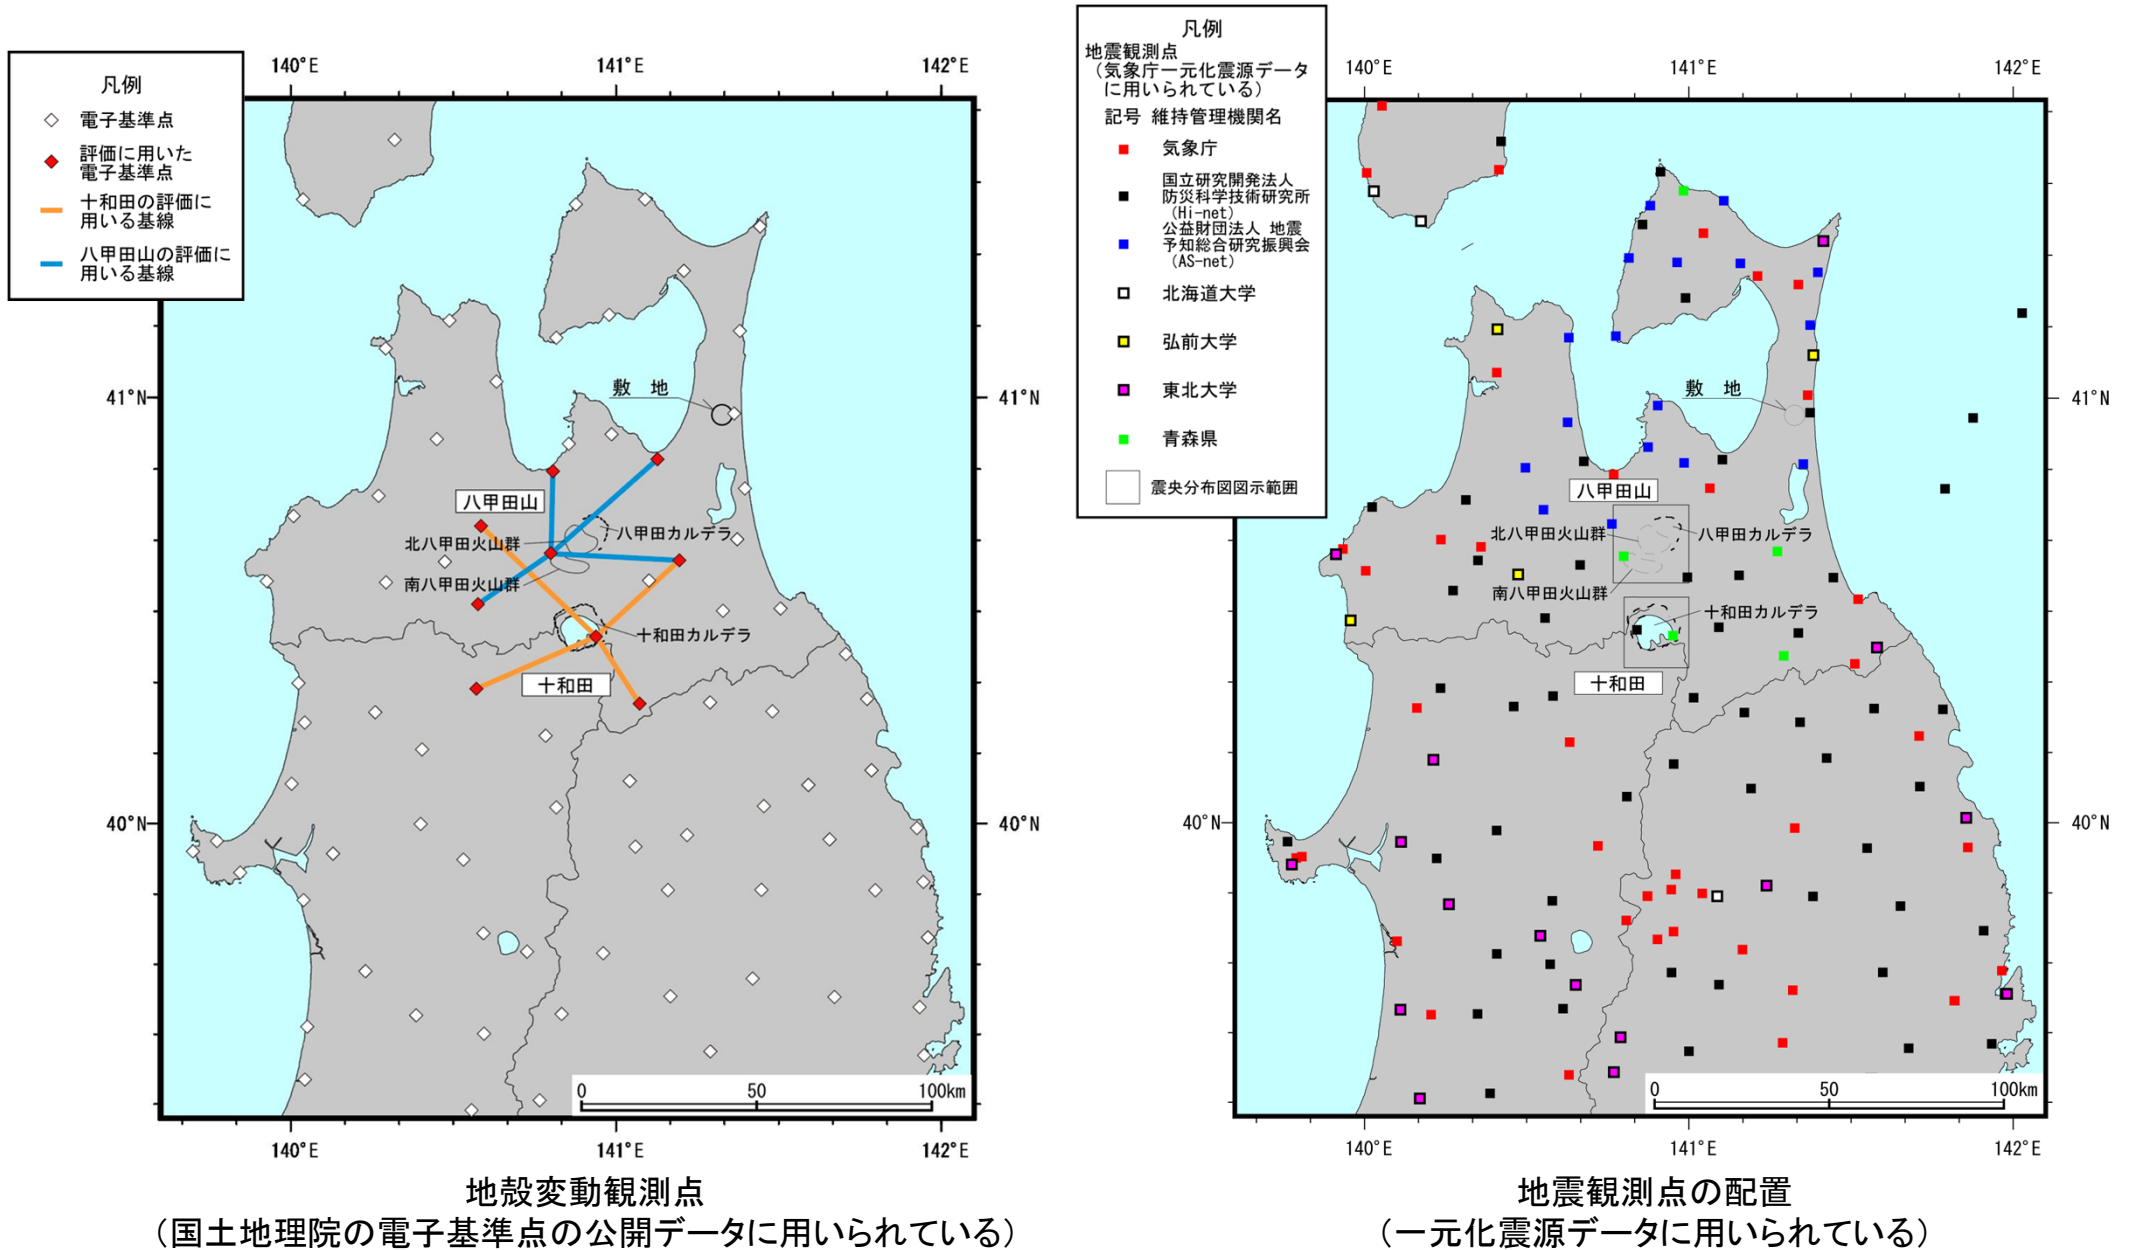 凡例
電子基準点
評価に用いた
電子基準点
十和田の評価に
用いる基線
八甲田山の評価に
用いる基線
140°E
141°E
142°E
41°N
41°N
40°N
40°N
敷 地
八甲田山
北八甲田火山群
八甲田カルデラ
南八甲田火山群
十和田カルデラ
十和田
0
50
100km
140°E
141°E
142°E
地殻変動観測点
（国土地理院の電子基準点の公開データに用いられている）
凡例
地震観測点
（気象庁一元化震源データ
に用いられている）
記号 維持管理機関名
気象庁
国立研究開発法人
防災科学技術研究所
（Hi-net）
公益財団法人 地震
予知総合研究振興会
（AS-net）
北海道大学
弘前大学
東北大学
青森県
震央分布図図示範囲
140°E
141°E
142°E
41°N
40°N
40°N
敷 地
八甲田山
北八甲田火山群
八甲田カルデラ
南八甲田火山群
十和田カルデラ
十和田
0
50
100km
140°E
141°E
142°E
地震観測点の配置
（一元化震源データに用いられている）